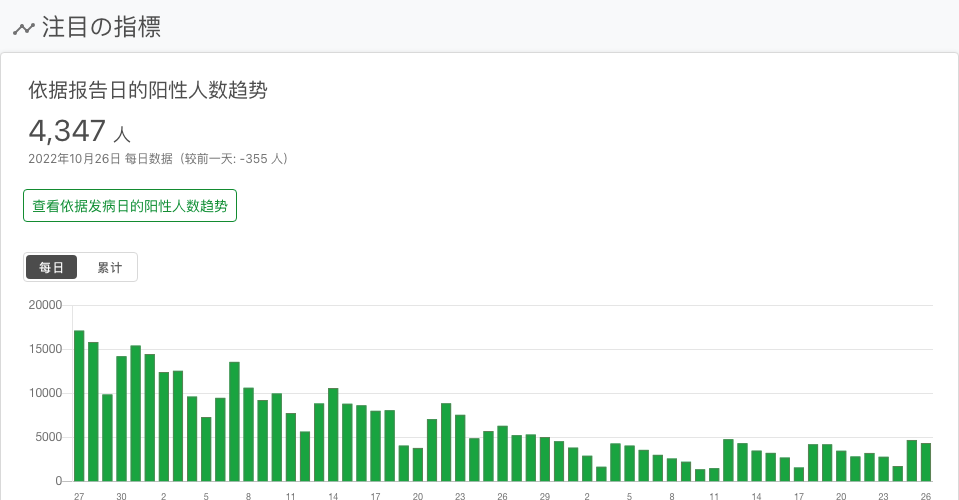 注目の指標
依据报告日的阳性人数趋势
4,347 人
2022年10月26日 每日数据（较前一天: -355 人）
查看依据发病日的阳性人数趋势
每日 累计
20000
15000
10000
5000
0
27 30 2 5 8 11 14 17 20 23 26 29 2 5 8 11 14 17 20 23 26